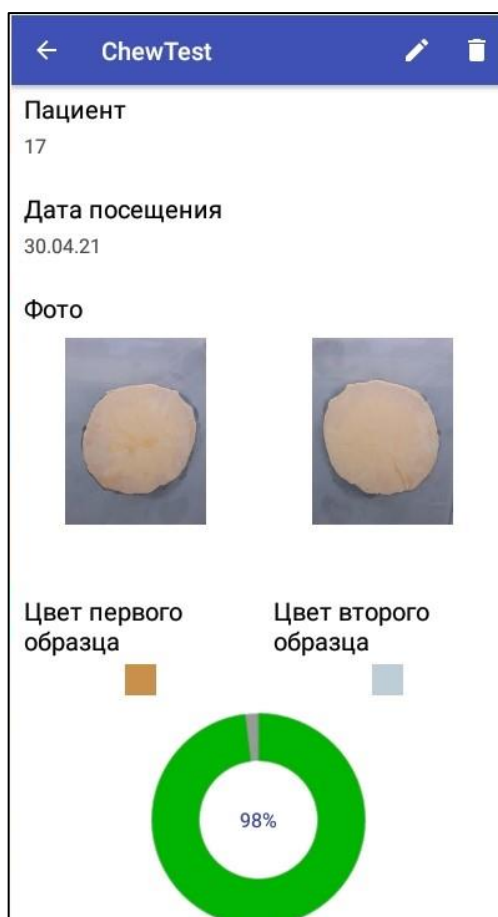 ChewTest
Пациент
17
Дата посещения
30.04.21
Фото
Цвет первого
образца
Цвет второго
образца
98%